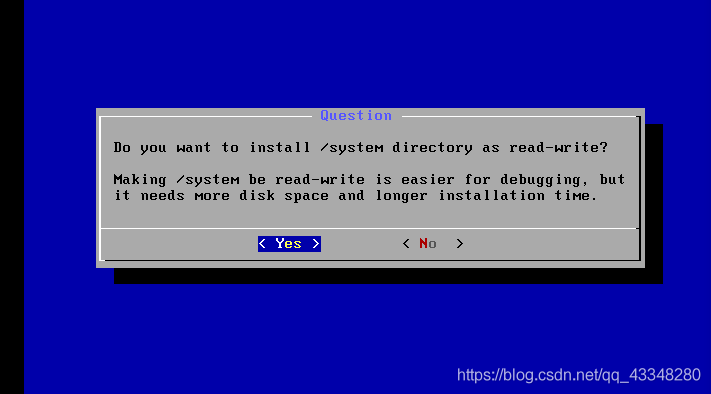 Question
Do you want to install /system directory as read-write?
Making /system be read-write is easier for debugging, but
it needs more disk space and longer installation time.
< Yes > < No >
https://blog.csdn.net/qq_43348280